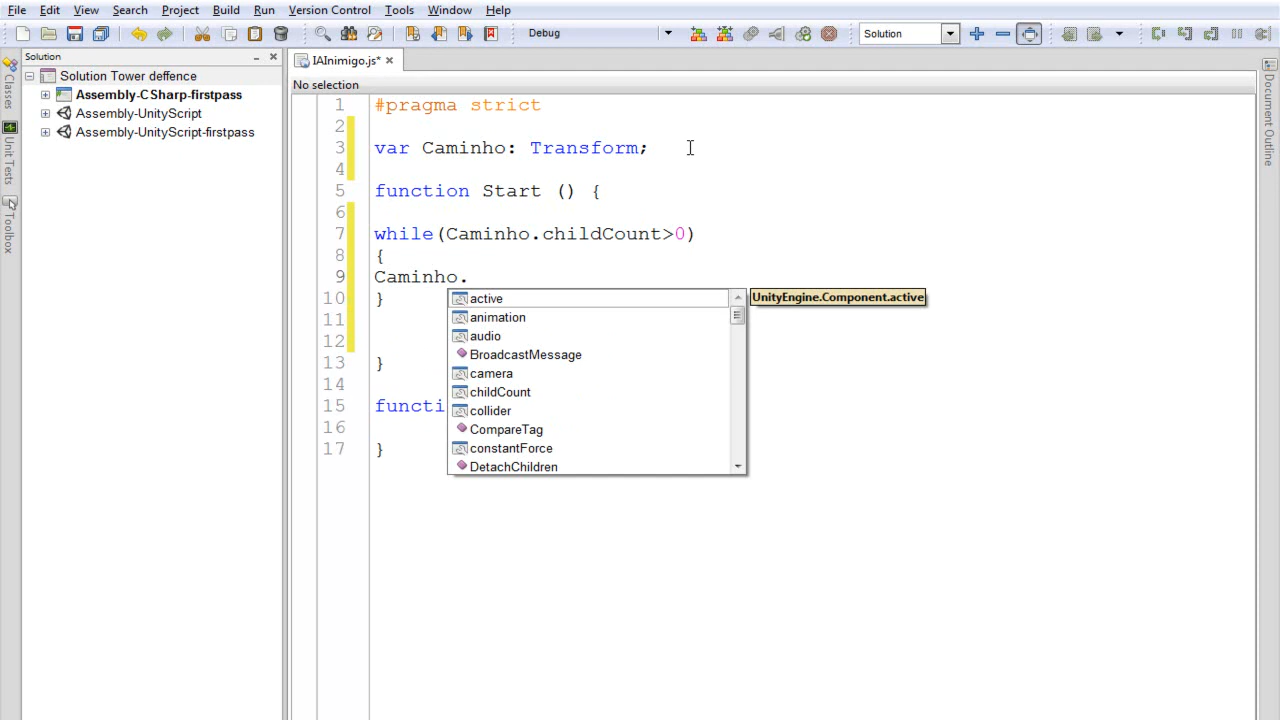 File Edit View Search Project Build Run Version Control Tools Window Help
Debug
Solution
Solution
IAInimigo.js*
No selection
Classes
Unit Tests
Toolbox
Document Outline
Solution Tower deffence
Assembly-CSharp-firstpass
Assembly-UnityScript
Assembly-UnityScript-firstpass
1 #pragma strict
2
3 var Caminho: Transform;
4
5 function Start () {
6
7 while(Caminho.childCount>0)
8 {
9 Caminho.
10 }
11
12
13 }
14
15 functi
16
17 }
active
animation
audio
BroadcastMessage
camera
childCount
collider
CompareTag
constantForce
DetachChildren
UnityEngine.Component.active